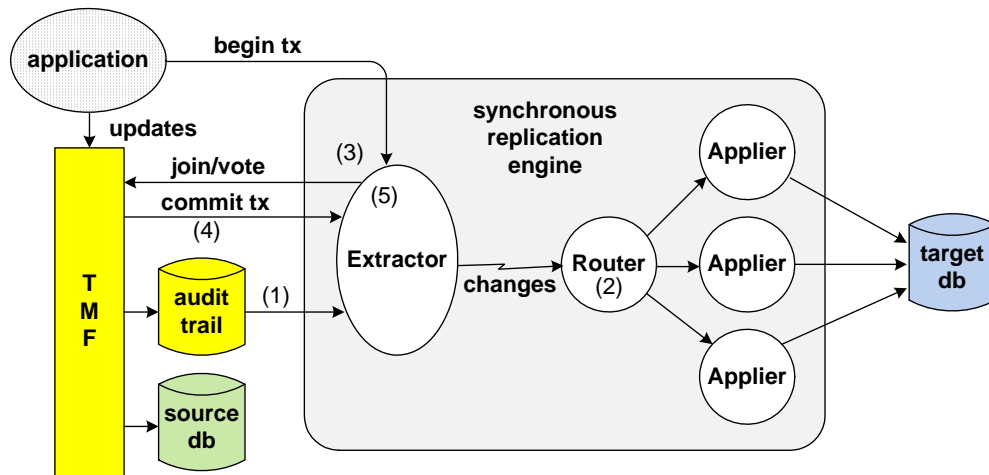 application
begin tx
updates
synchronous
replication
engine
(3)
join/vote
(5)
commit tx
(4)
Extractor
changes
Router
(2)
Applier
Applier
Applier
target
db
T
M
F
audit
trail
(1)
source
db